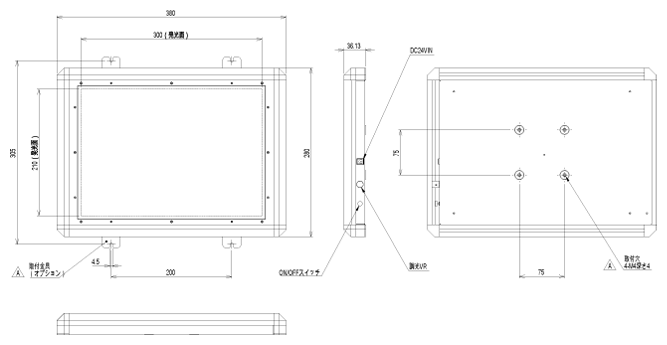 380
300 (発光面)
36.13
DC24VIN
305
210 (発光面)
280
75
4.5
200
A
取付金具
(オプション)
ON/OFFスイッチ
調光VR
75
A
取付穴
4-M4深さ4